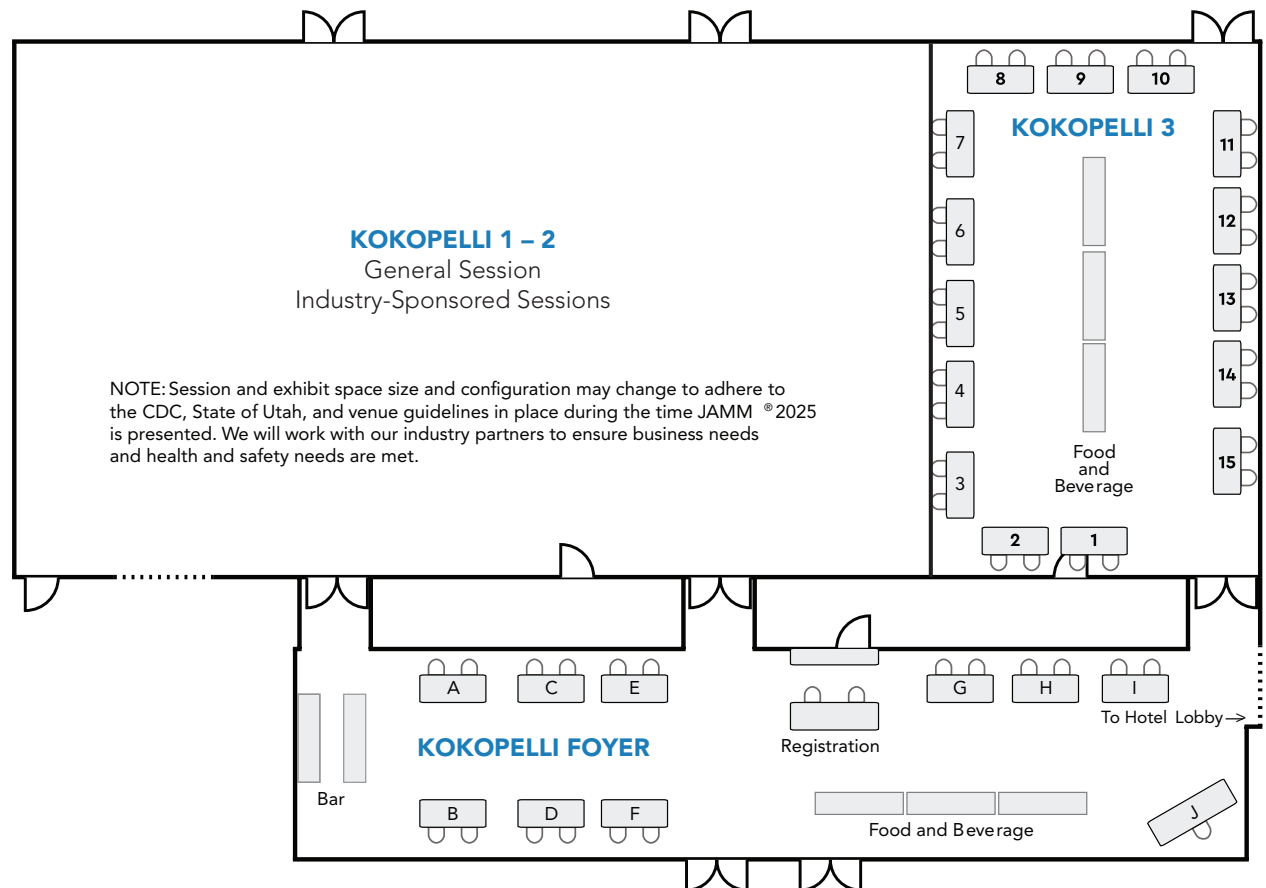 8
9
10
KOKOPELLI 3
7
11
6
12
KOKOPELLI 1 – 2
General Session
Industry-Sponsored Sessions
5
13
4
14
NOTE: Session and exhibit space size and configuration may change to adhere to
the CDC, State of Utah, and venue guidelines in place during the time JAMM ® 2025
is presented. We will work with our industry partners to ensure business needs
and health and safety needs are met.
Food
and
Beverage
15
3
2
1
A
C
E
G
H
I
To Hotel Lobby→
KOKOPELLI FOYER
Registration
Bar
B
D
F
Food and Beverage
J